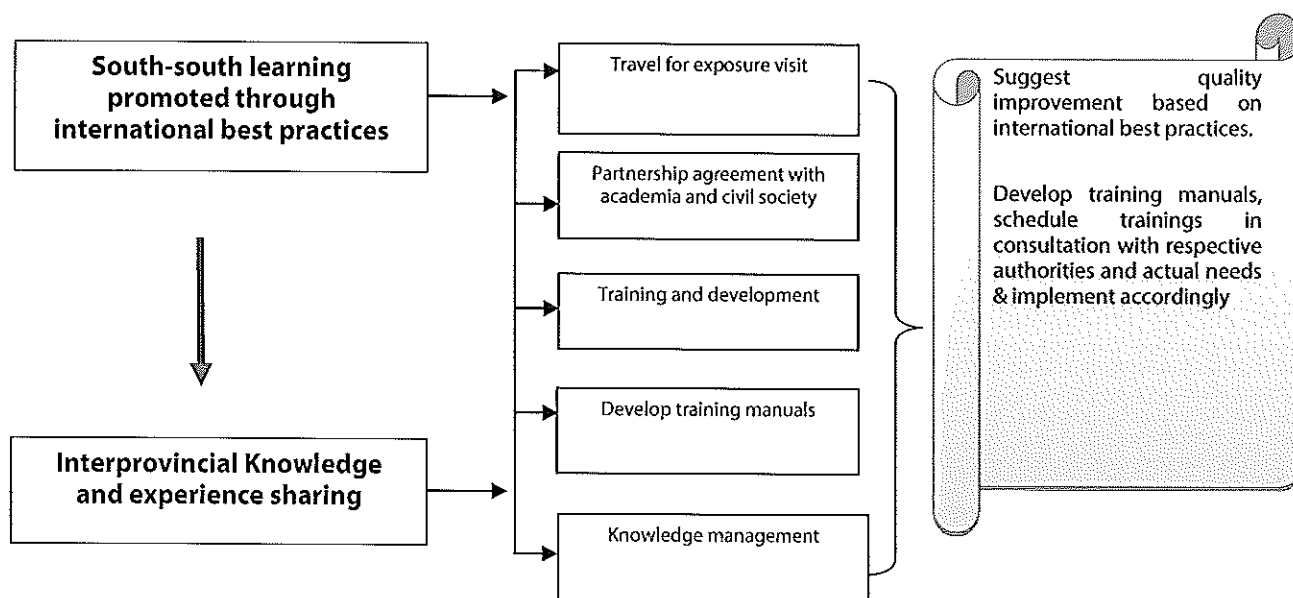 South-south learning
promoted through
international best practices
Interprovincial Knowledge
and experience sharing
Travel for exposure visit
Partnership agreement with
academia and civil society
Training and development
Develop training manuals
Knowledge management
Suggest quality
improvement based on
international best practices.
Develop training manuals,
schedule trainings in
consultation with respective
authorities and actual needs
& implement accordingly